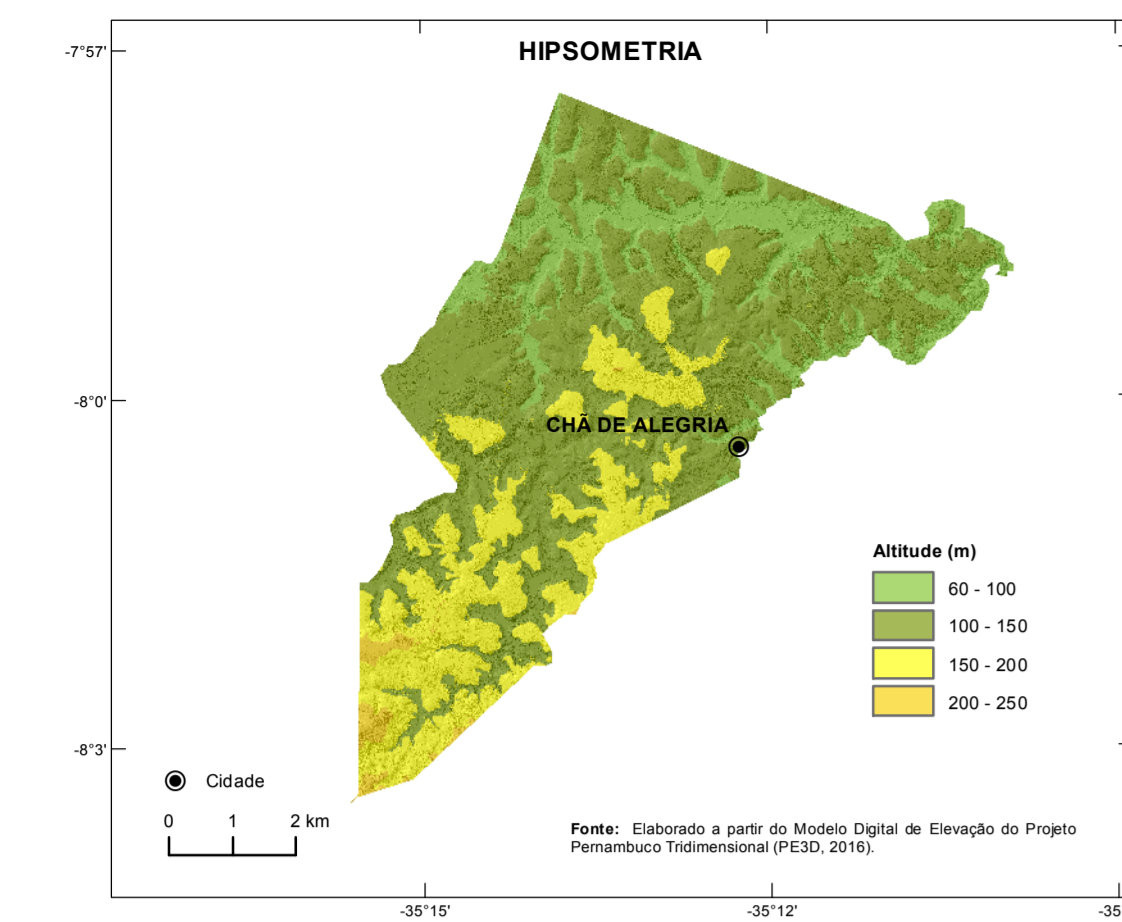 HIPSOMETRIA
-7°57'
-8°0'
CHÃ DE ALEGRIA
Altitude (m)
60 - 100
100 - 150
150 - 200
200 - 250
-8°3'
Cidade
0 1 2 km
Fonte: Elaborado a partir do Modelo Digital de Elevação do Projeto
Pernambuco Tridimensional (PE3D, 2016).
-35°15' -35°12' -35